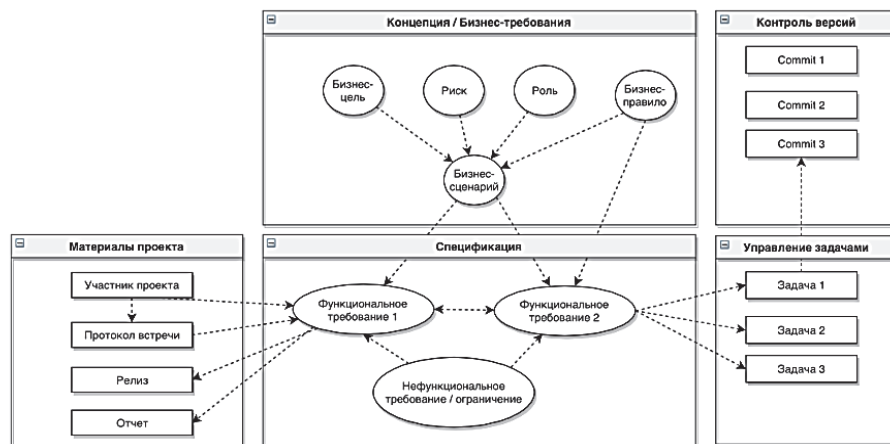 Концепция / Бизнес-требования
Контроль версий
Бизнес-
цель
Риск
Роль
Бизнес-
правило
Бизнес-
сценарий
Commit 1
Commit 2
Commit 3
Материалы проекта
Спецификация
Управление задачами
Участник проекта
Протокол встречи
Релиз
Отчет
Функциональное
требование 1
Функциональное
требование 2
Нефункциональное
требование / ограничение
Задача 1
Задача 2
Задача 3